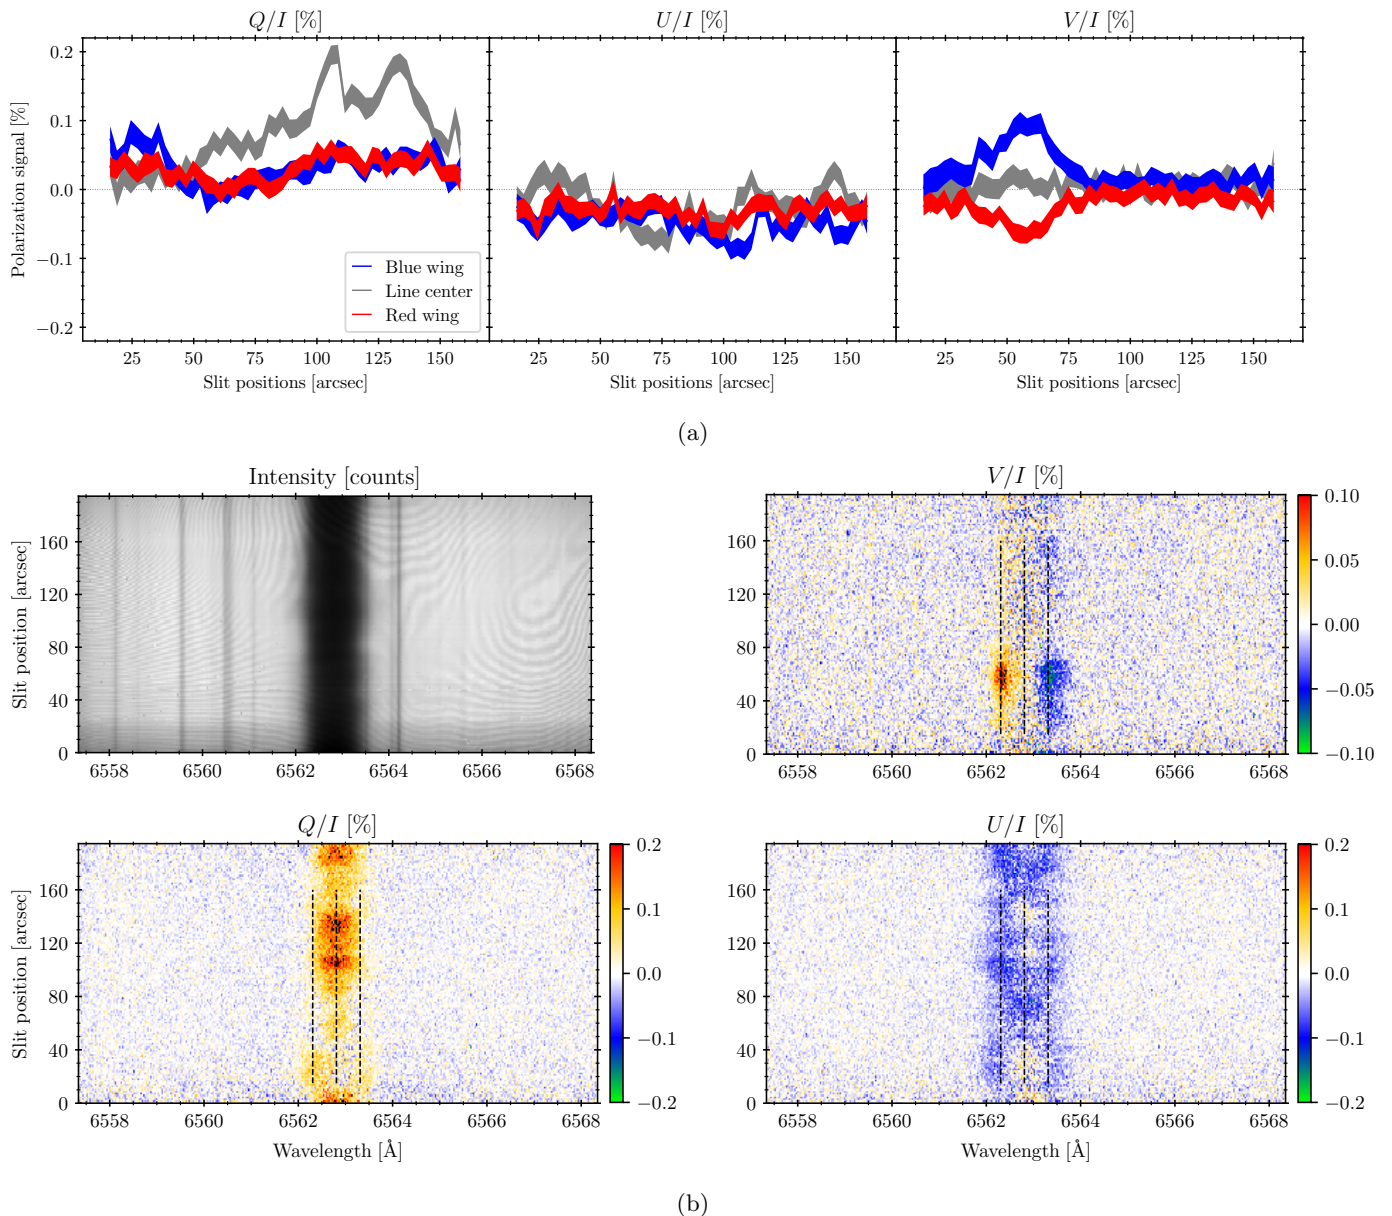 Q/I [%] U/I [%] V/I [%]
0.2
0.1
0.0
−0.1
−0.2
Polarization signal [%]
Blue wing
Line center
Red wing
25 50 75 100 125 150 25 50 75 100 125 150 25 50 75 100 125 150
Slit positions [arcsec] Slit positions [arcsec] Slit positions [arcsec]
(a)
Intensity [counts] V/I [%]
160
120
80
40
0
Slit position [arcsec]
6558 6560 6562 6564 6566 6568
160
120
80
40
0
6558 6560 6562 6564 6566 6568
0.10
0.05
0.00
−0.05
−0.10
Q/I [%] U/I [%]
160
120
80
40
0
Slit position [arcsec]
6558 6560 6562 6564 6566 6568
Wavelength [Å]
0.2
0.1
0.0
−0.1
−0.2
160
120
80
40
0
6558 6560 6562 6564 6566 6568
Wavelength [Å]
0.2
0.1
0.0
−0.1
−0.2
(b)